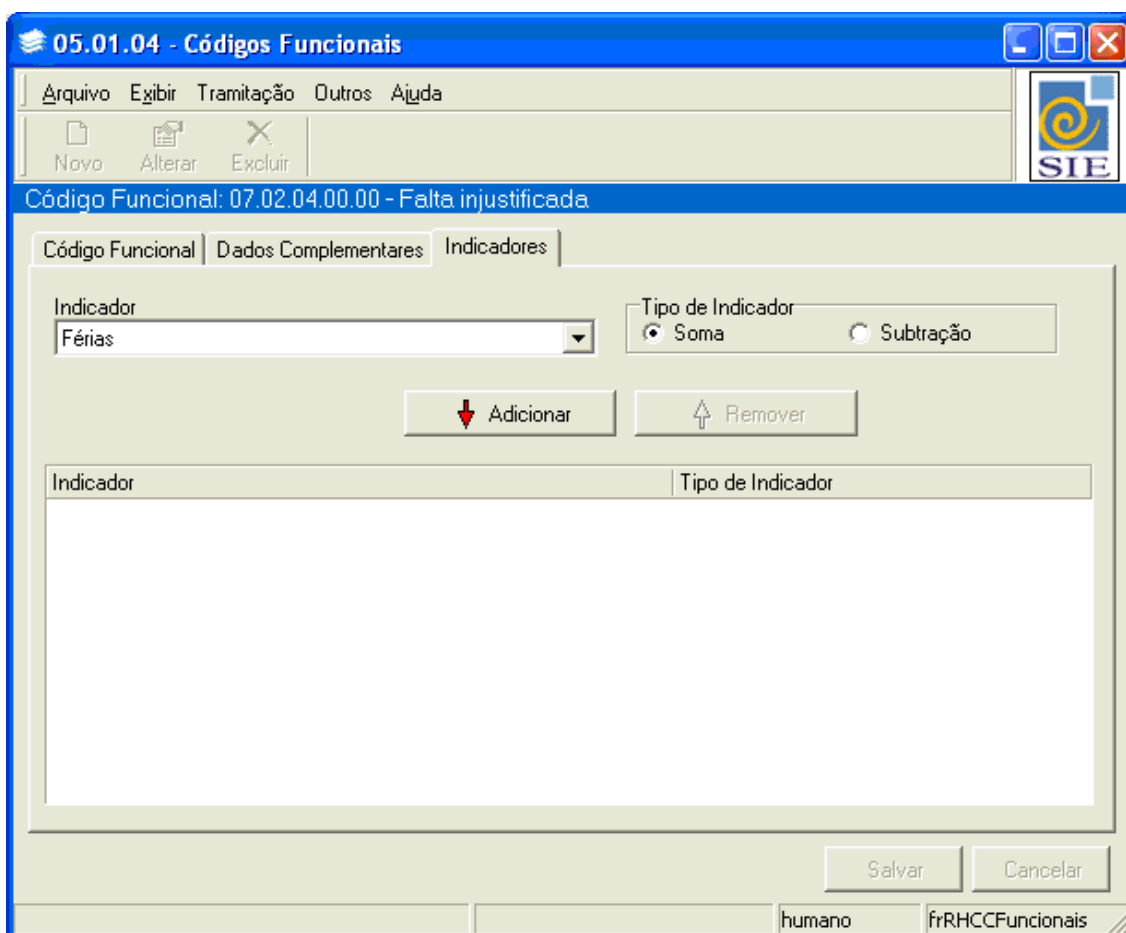 05.01.04 - Códigos Funcionais
Arquivo Exibir Tramitação Outros Ajuda
Novo Alterar Excluir
SIE
Código Funcional: 07.02.04.00.00 - Falta injustificada
Código Funcional Dados Complementares Indicadores
Indicador Tipo de Indicador
Férias Soma Subtração
Adicionar Remover
Indicador Tipo de Indicador
Salvar Cancelar
humano frRHCCFuncionais